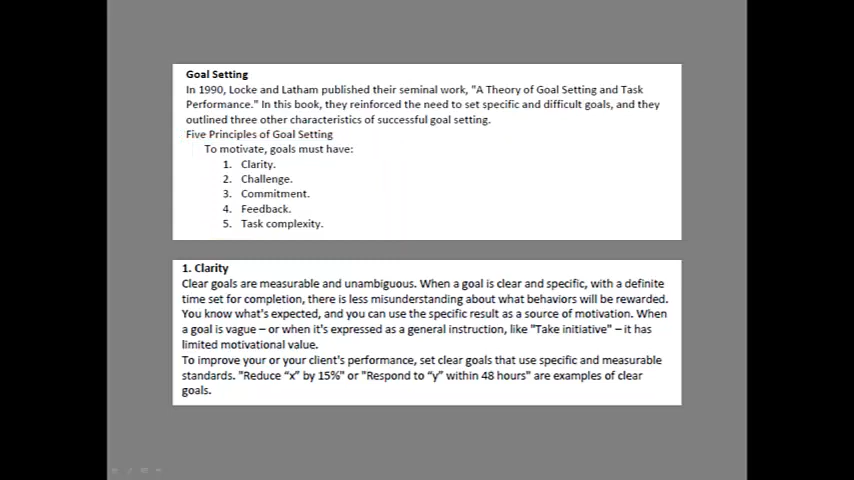 Goal Setting
In 1990, Locke and Latham published their seminal work, "A Theory of Goal Setting and Task
Performance." In this book, they reinforced the need to set specific and difficult goals, and they
outlined three other characteristics of successful goal setting.
Five Principles of Goal Setting
To motivate, goals must have:
1. Clarity.
2. Challenge.
3. Commitment.
4. Feedback.
5. Task complexity.
1. Clarity
Clear goals are measurable and unambiguous. When a goal is clear and specific, with a definite
time set for completion, there is less misunderstanding about what behaviors will be rewarded.
You know what's expected, and you can use the specific result as a source of motivation. When
a goal is vague – or when it's expressed as a general instruction, like "Take initiative" – it has
limited motivational value.
To improve your or your client's performance, set clear goals that use specific and measurable
standards. "Reduce “x” by 15%" or "Respond to “y” within 48 hours" are examples of clear
goals.